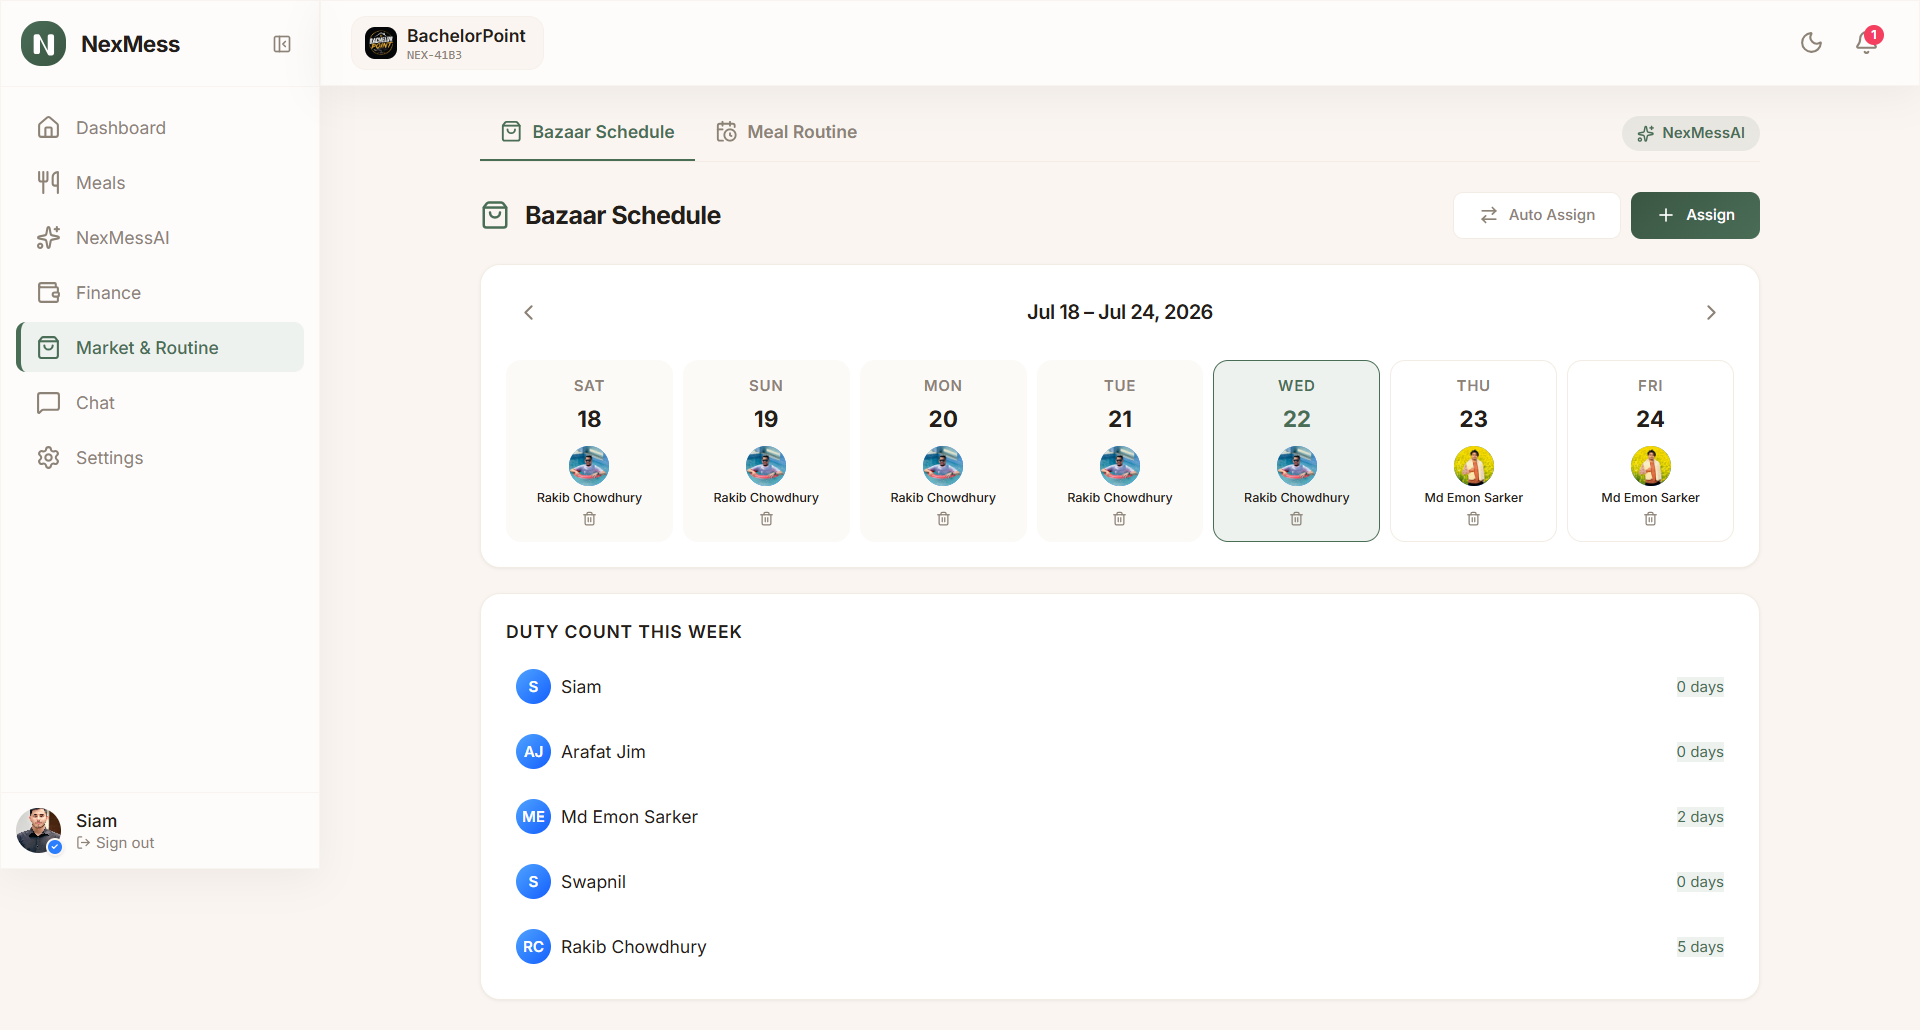 N NexMess
BACHELOR POINT
BachelorPoint
NEX-41B3
1
Dashboard
Meals
NexMessAI
Finance
Market & Routine
Chat
Settings
Siam
Sign out
Bazaar Schedule
Meal Routine
NexMessAI
Bazaar Schedule
Auto Assign
Assign
Jul 18 – Jul 24, 2026
SAT
18
Rakib Chowdhury
SUN
19
Rakib Chowdhury
MON
20
Rakib Chowdhury
TUE
21
Rakib Chowdhury
WED
22
Rakib Chowdhury
THU
23
Md Emon Sarker
FRI
24
Md Emon Sarker
DUTY COUNT THIS WEEK
S Siam 0 days
AJ Arafat Jim 0 days
ME Md Emon Sarker 2 days
S Swapnil 0 days
RC Rakib Chowdhury 5 days